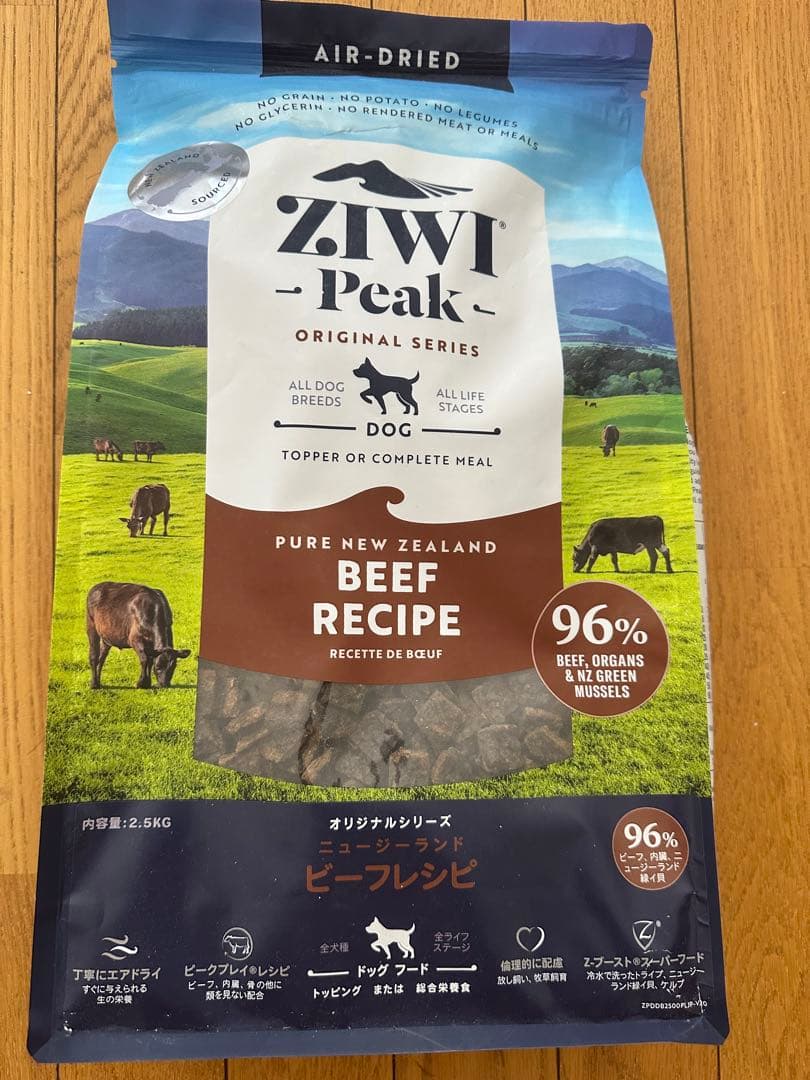 AIR-DRIED
NO GRAIN · NO POTATO · NO LEGUMES
NO GLYCERIN · NO RENDERED MEAT OR MEALS
NEW ZEALAND
SOURCED
ZIWI®
Peak
ORIGINAL SERIES
ALL DOG
BREEDS
ALL LIFE
STAGES
DOG
TOPPER OR COMPLETE MEAL
PURE NEW ZEALAND
BEEF
RECIPE
RECETTE DE BŒUF
96%
BEEF, ORGANS
& NZ GREEN
MUSSELS
内容量:2.5KG
オリジナルシリーズ
ニュージーランド
ビーフレシピ
96%
ビーフ、内臓、ニ
ュージーランド
緑イ貝
全犬種
全ライフ
ステージ
ドッグ フード
トッピング または 総合栄養食
丁寧にエアドライ
すぐに与えられる
生の栄養
ピークプレイ®レシピ
ビーフ、内臓、骨の他に
類を見ない配合
倫理的に配慮
放し飼い、牧草飼育
Z
Z-ブースト®スーパーフード
冷水で洗ったトライプ、ニュージー
ランド緑イ貝、ケルプ